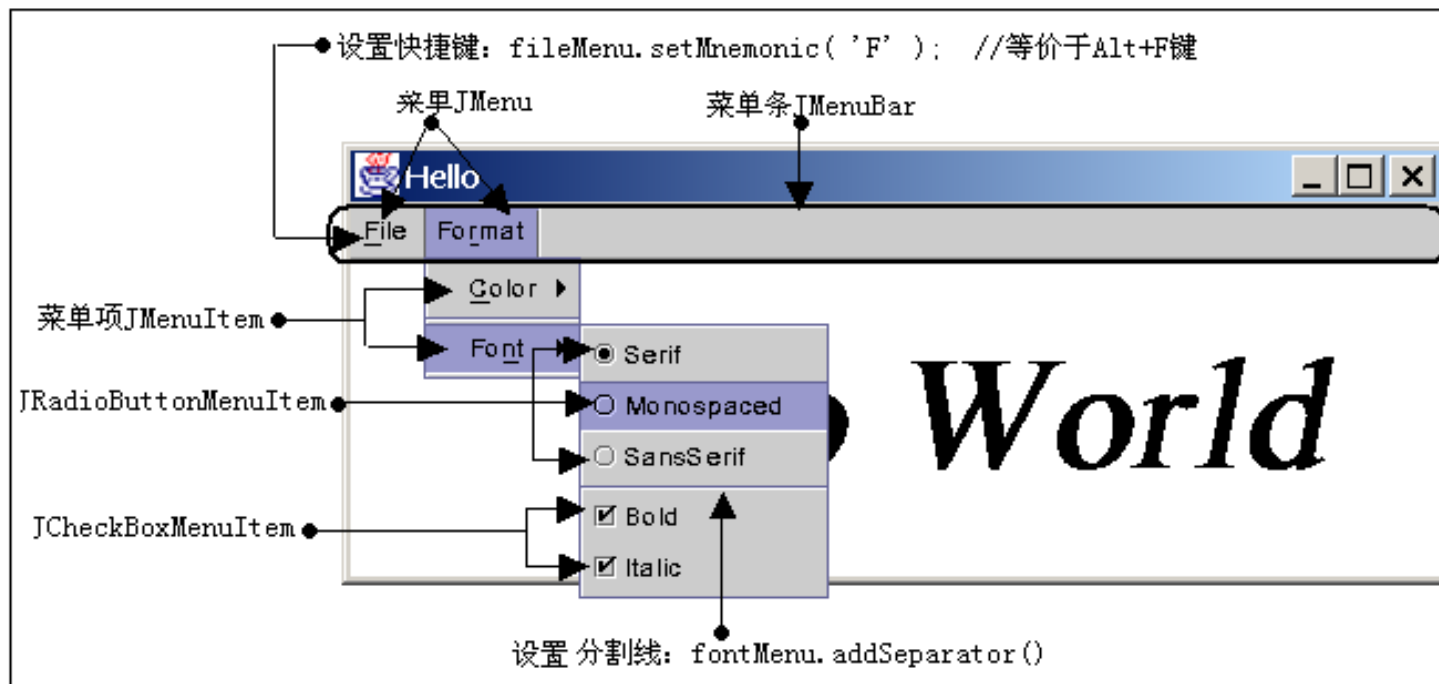 设置快捷键: fileMenu.setMnemonic( 'F' ); //等价于Alt+F键
菜单JMenu
菜单条JMenuBar
Hello
File Format
Color
菜单项JMenuItem
Font
Serif
JRadioButtonMenuItem
Monospaced
World
SansSerif
JCheckBoxMenuItem
Bold
Italic
设置 分割线: fontMenu.addSeparator()